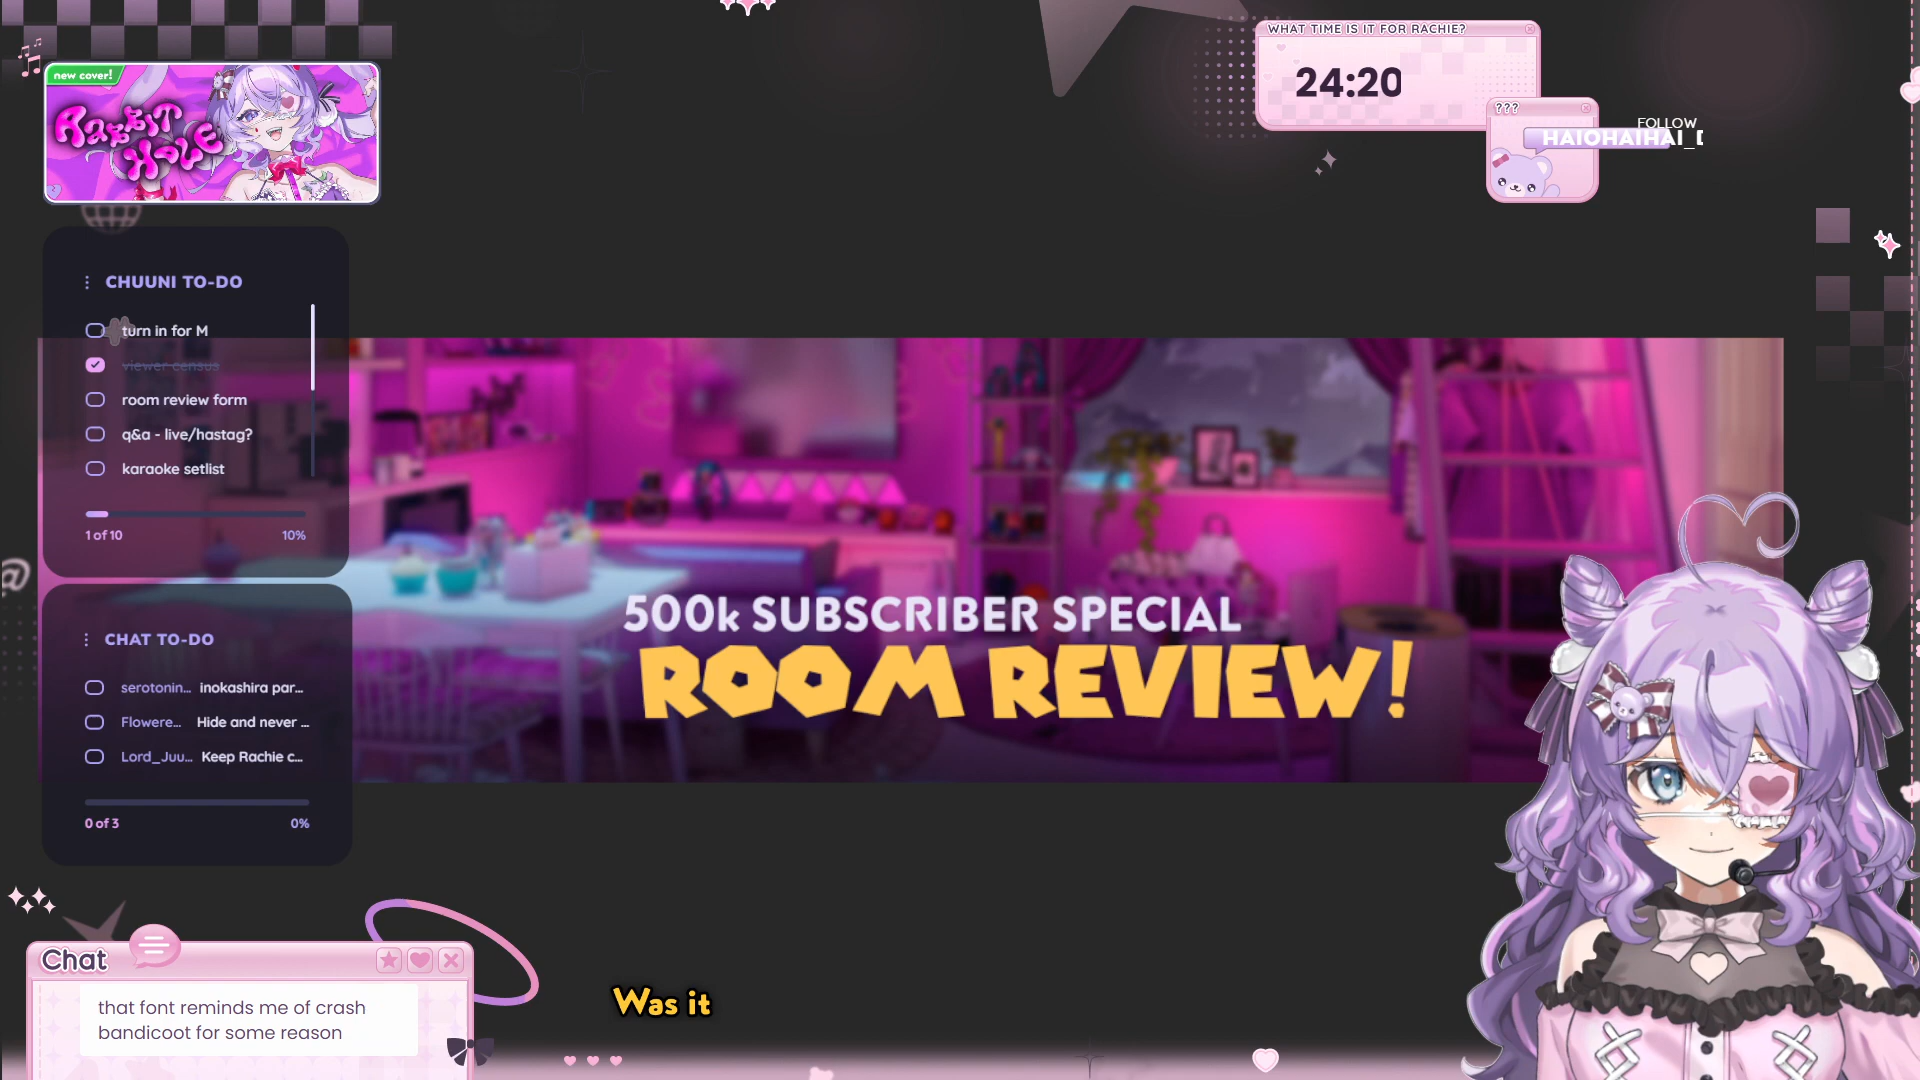 WHAT TIME IS IT FOR RACHIE?
24:20
???
FOLLOW
HAIOHAIHAI_
new cover!
RABBIT
HOLE
CHUUNI TO-DO
turn in for M
viewer census
room review form
q&a - live/hastag?
karaoke setlist
1 of 10
10%
500k SUBSCRIBER SPECIAL
ROOM REVIEW!
CHAT TO-DO
serotonin... inokashira par...
Flowere... Hide and never ...
Lord_Juu... Keep Rachie c...
0 of 3
0%
Chat
that font reminds me of crash
bandicoot for some reason
Was it